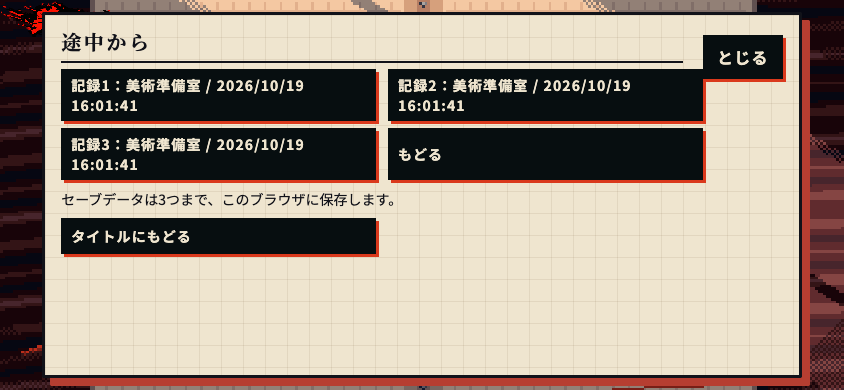 途中から
とじる
記録1：美術準備室 / 2026/10/19
16:01:41
記録2：美術準備室 / 2026/10/19
16:01:41
記録3：美術準備室 / 2026/10/19
16:01:41
もどる
セーブデータは3つまで、このブラウザに保存します。
タイトルにもどる